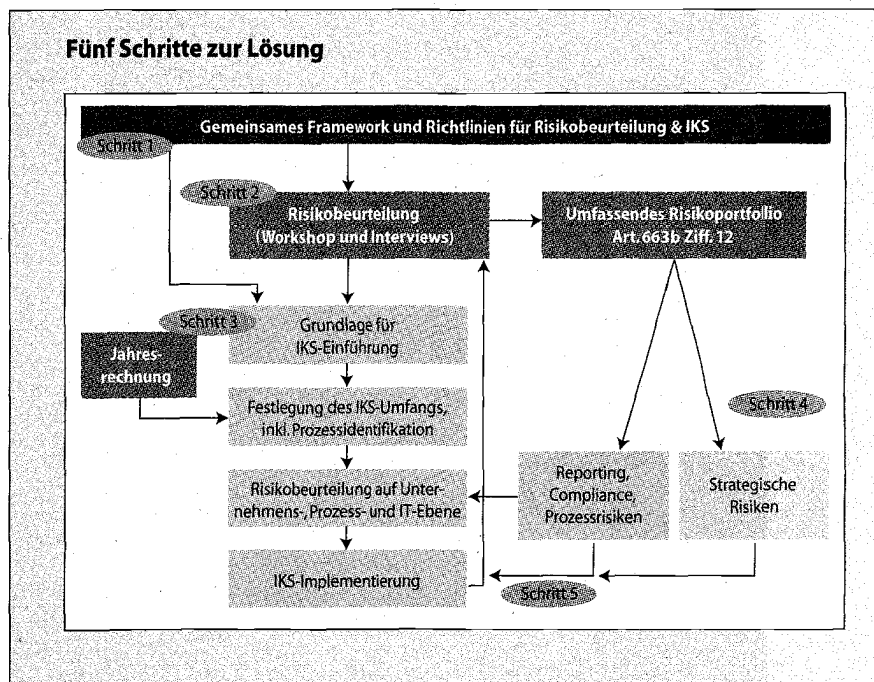 Fünf Schritte zur Lösung
Gemeinsames Framework und Richtlinien für Risikobeurteilung & IKS
Schritt 1
Schritt 2
Risikobeurteilung
(Workshop und Interviews)
Umfassendes Risikoportfolio
Art. 663b Ziff. 12
Schritt 3
Grundlage für
IKS-Einführung
Jahres-
rechnung
Festlegung des IKS-Umfangs,
inkl. Prozessidentifikation
Schritt 4
Risikobeurteilung auf Unter-
nehmens-, Prozess- und IT-Ebene
Reporting,
Compliance,
Prozessrisiken
Strategische
Risiken
IKS-Implementierung
Schritt 5